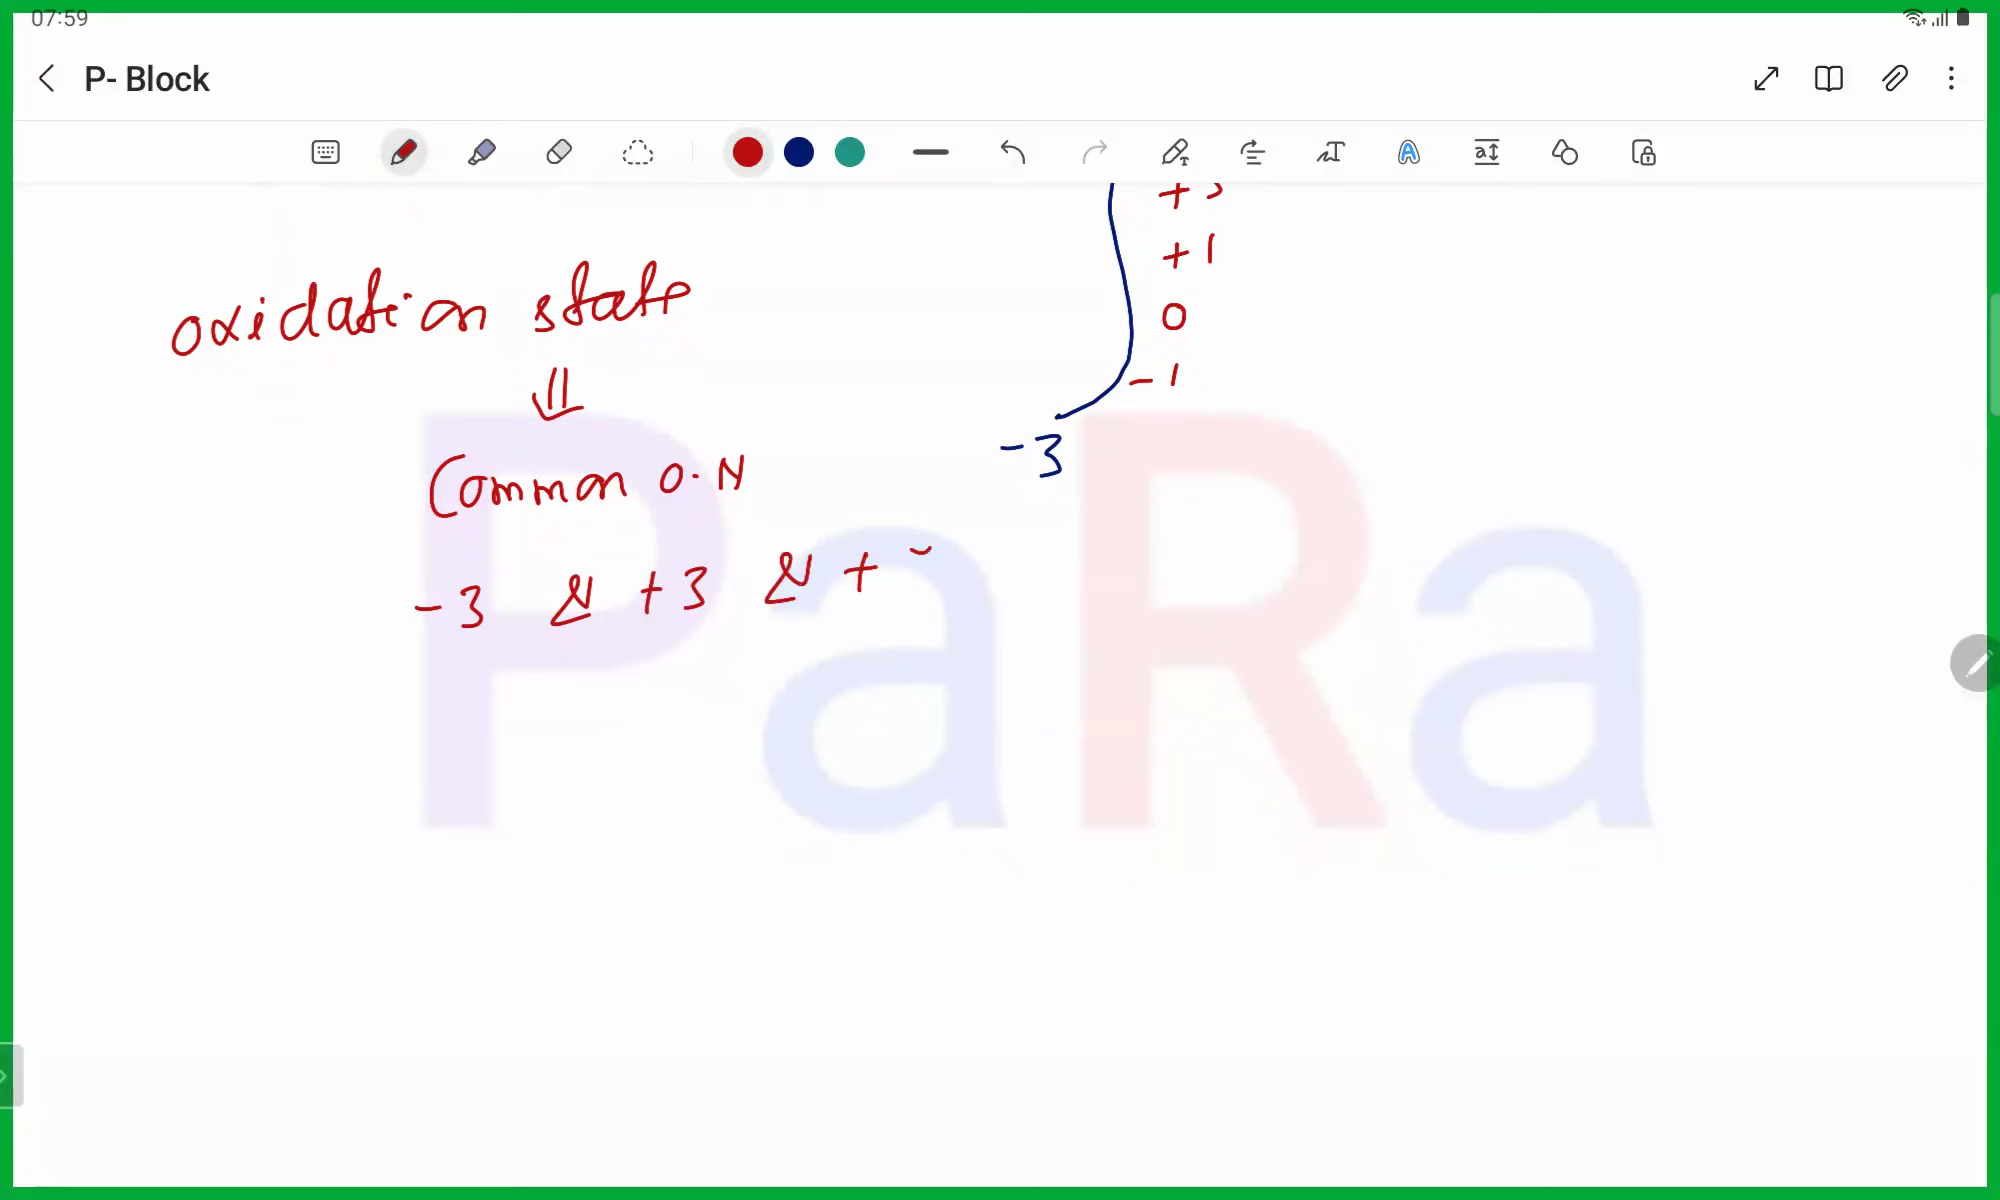 07:59
P- Block
+1
0
-1
-3
oxidation state
Common O.N
-3 & +3 & +
PaRa